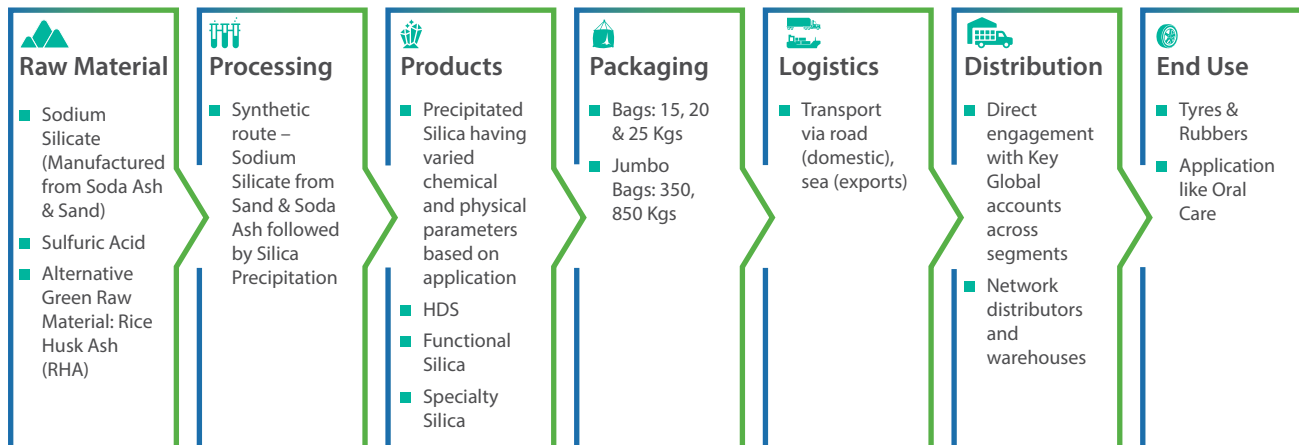 Raw Material
Sodium
Silicate
(Manufactured
from Soda Ash
& Sand)
Sulfuric Acid
Alternative
Green Raw
Material: Rice
Husk Ash
(RHA)
Processing
Synthetic
route –
Sodium
Silicate from
Sand & Soda
Ash followed
by Silica
Precipitation
Products
Precipitated
Silica having
varied
chemical
and physical
parameters
based on
application
HDS
Functional
Silica
Specialty
Silica
Packaging
Bags: 15, 20
& 25 Kgs
Jumbo
Bags: 350,
850 Kgs
Logistics
Transport
via road
(domestic),
sea (exports)
Distribution
Direct
engagement
with Key
Global
accounts
across
segments
Network
distributors
and
warehouses
End Use
Tyres &
Rubbers
Application
like Oral
Care